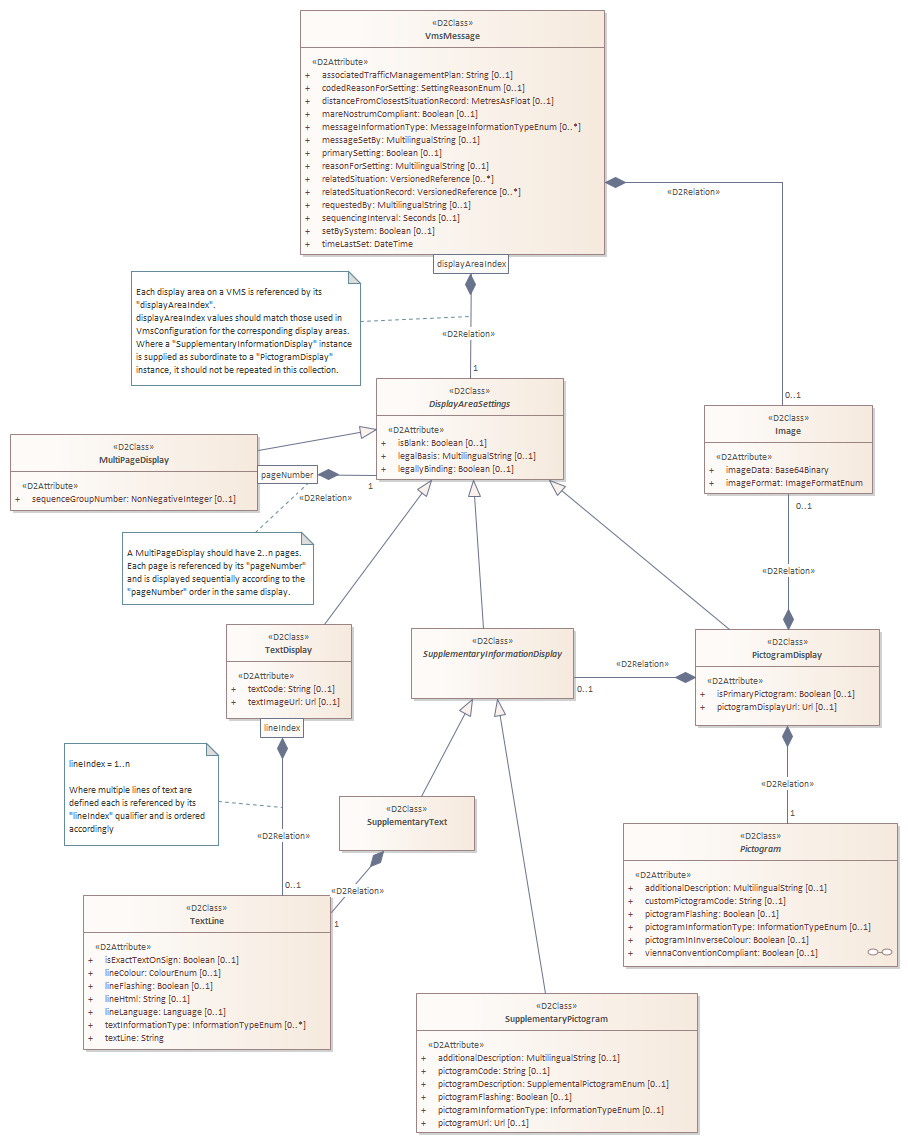 «D2Class»
VmsMessage
«D2Attribute»
+ associatedTrafficManagementPlan: String [0..1]
+ codedReasonForSetting: SettingReasonEnum [0..1]
+ distanceFromClosestSituationRecord: MetresAsFloat [0..1]
+ mareNostrumCompliant: Boolean [0..1]
+ messageInformationType: MessageInformationTypeEnum [0..*]
+ messageSetBy: MultilingualString [0..1]
+ primarySetting: Boolean [0..1]
+ reasonForSetting: MultilingualString [0..1]
+ relatedSituation: VersionedReference [0..*]
+ relatedSituationRecord: VersionedReference [0..*]
+ requestedBy: MultilingualString [0..1]
+ sequencingInterval: Seconds [0..1]
+ setBySystem: Boolean [0..1]
+ timeLastSet: DateTime
«D2Relation»
displayAreaIndex
Each display area on a VMS is referenced by its
"displayAreaIndex".
displayAreaIndex values should match those used in
VmsConfiguration for the corresponding display areas.
Where a "SupplementaryInformationDisplay" instance
is supplied as subordinate to a "PictogramDisplay"
instance, it should not be repeated in this collection.
«D2Relation»
1
0..1
«D2Class»
DisplayAreaSettings
«D2Attribute»
+ isBlank: Boolean [0..1]
+ legalBasis: MultilingualString [0..1]
+ legallyBinding: Boolean [0..1]
«D2Class»
Image
«D2Attribute»
+ imageData: Base64Binary
+ imageFormat: ImageFormatEnum
«D2Class»
MultiPageDisplay
«D2Attribute»
+ sequenceGroupNumber: NonNegativeInteger [0..1]
pageNumber
«D2Relation»
1
0..1
A MultiPageDisplay should have 2..n pages.
Each page is referenced by its "pageNumber"
and is displayed sequentially according to the
"pageNumber" order in the same display.
«D2Relation»
«D2Class»
TextDisplay
«D2Attribute»
+ textCode: String [0..1]
+ textImageUrl: Url [0..1]
lineIndex
«D2Class»
SupplementaryInformationDisplay
«D2Relation»
0..1
«D2Class»
PictogramDisplay
«D2Attribute»
+ isPrimaryPictogram: Boolean [0..1]
+ pictogramDisplayUrl: Url [0..1]
lineIndex = 1..n
Where multiple lines of text are
defined each is referenced by its
"lineIndex" qualifier and is ordered
accordingly
«D2Relation»
0..1
«D2Relation»
1
«D2Class»
SupplementaryText
«D2Relation»
1
«D2Class»
Pictogram
«D2Attribute»
+ additionalDescription: MultilingualString [0..1]
+ customPictogramCode: String [0..1]
+ pictogramFlashing: Boolean [0..1]
+ pictogramInformationType: InformationTypeEnum [0..1]
+ pictogramInInverseColour: Boolean [0..1]
+ viennaConventionCompliant: Boolean [0..1]
«D2Class»
TextLine
«D2Attribute»
+ isExactTextOnSign: Boolean [0..1]
+ lineColour: ColourEnum [0..1]
+ lineFlashing: Boolean [0..1]
+ lineHtml: String [0..1]
+ lineLanguage: Language [0..1]
+ textInformationType: InformationTypeEnum [0..*]
+ textLine: String
«D2Class»
SupplementaryPictogram
«D2Attribute»
+ additionalDescription: MultilingualString [0..1]
+ pictogramCode: String [0..1]
+ pictogramDescription: SupplementalPictogramEnum [0..1]
+ pictogramFlashing: Boolean [0..1]
+ pictogramInformationType: InformationTypeEnum [0..1]
+ pictogramUrl: Url [0..1]